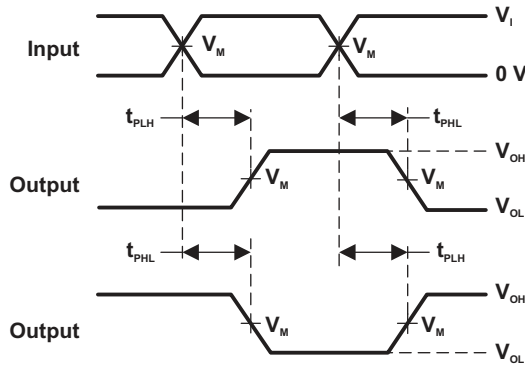 V_I
Input
V_M
V_M
0 V
t_PLH
t_PHL
V_OH
Output
V_M
V_M
V_OL
t_PHL
t_PLH
V_OH
Output
V_M
V_M
V_OL